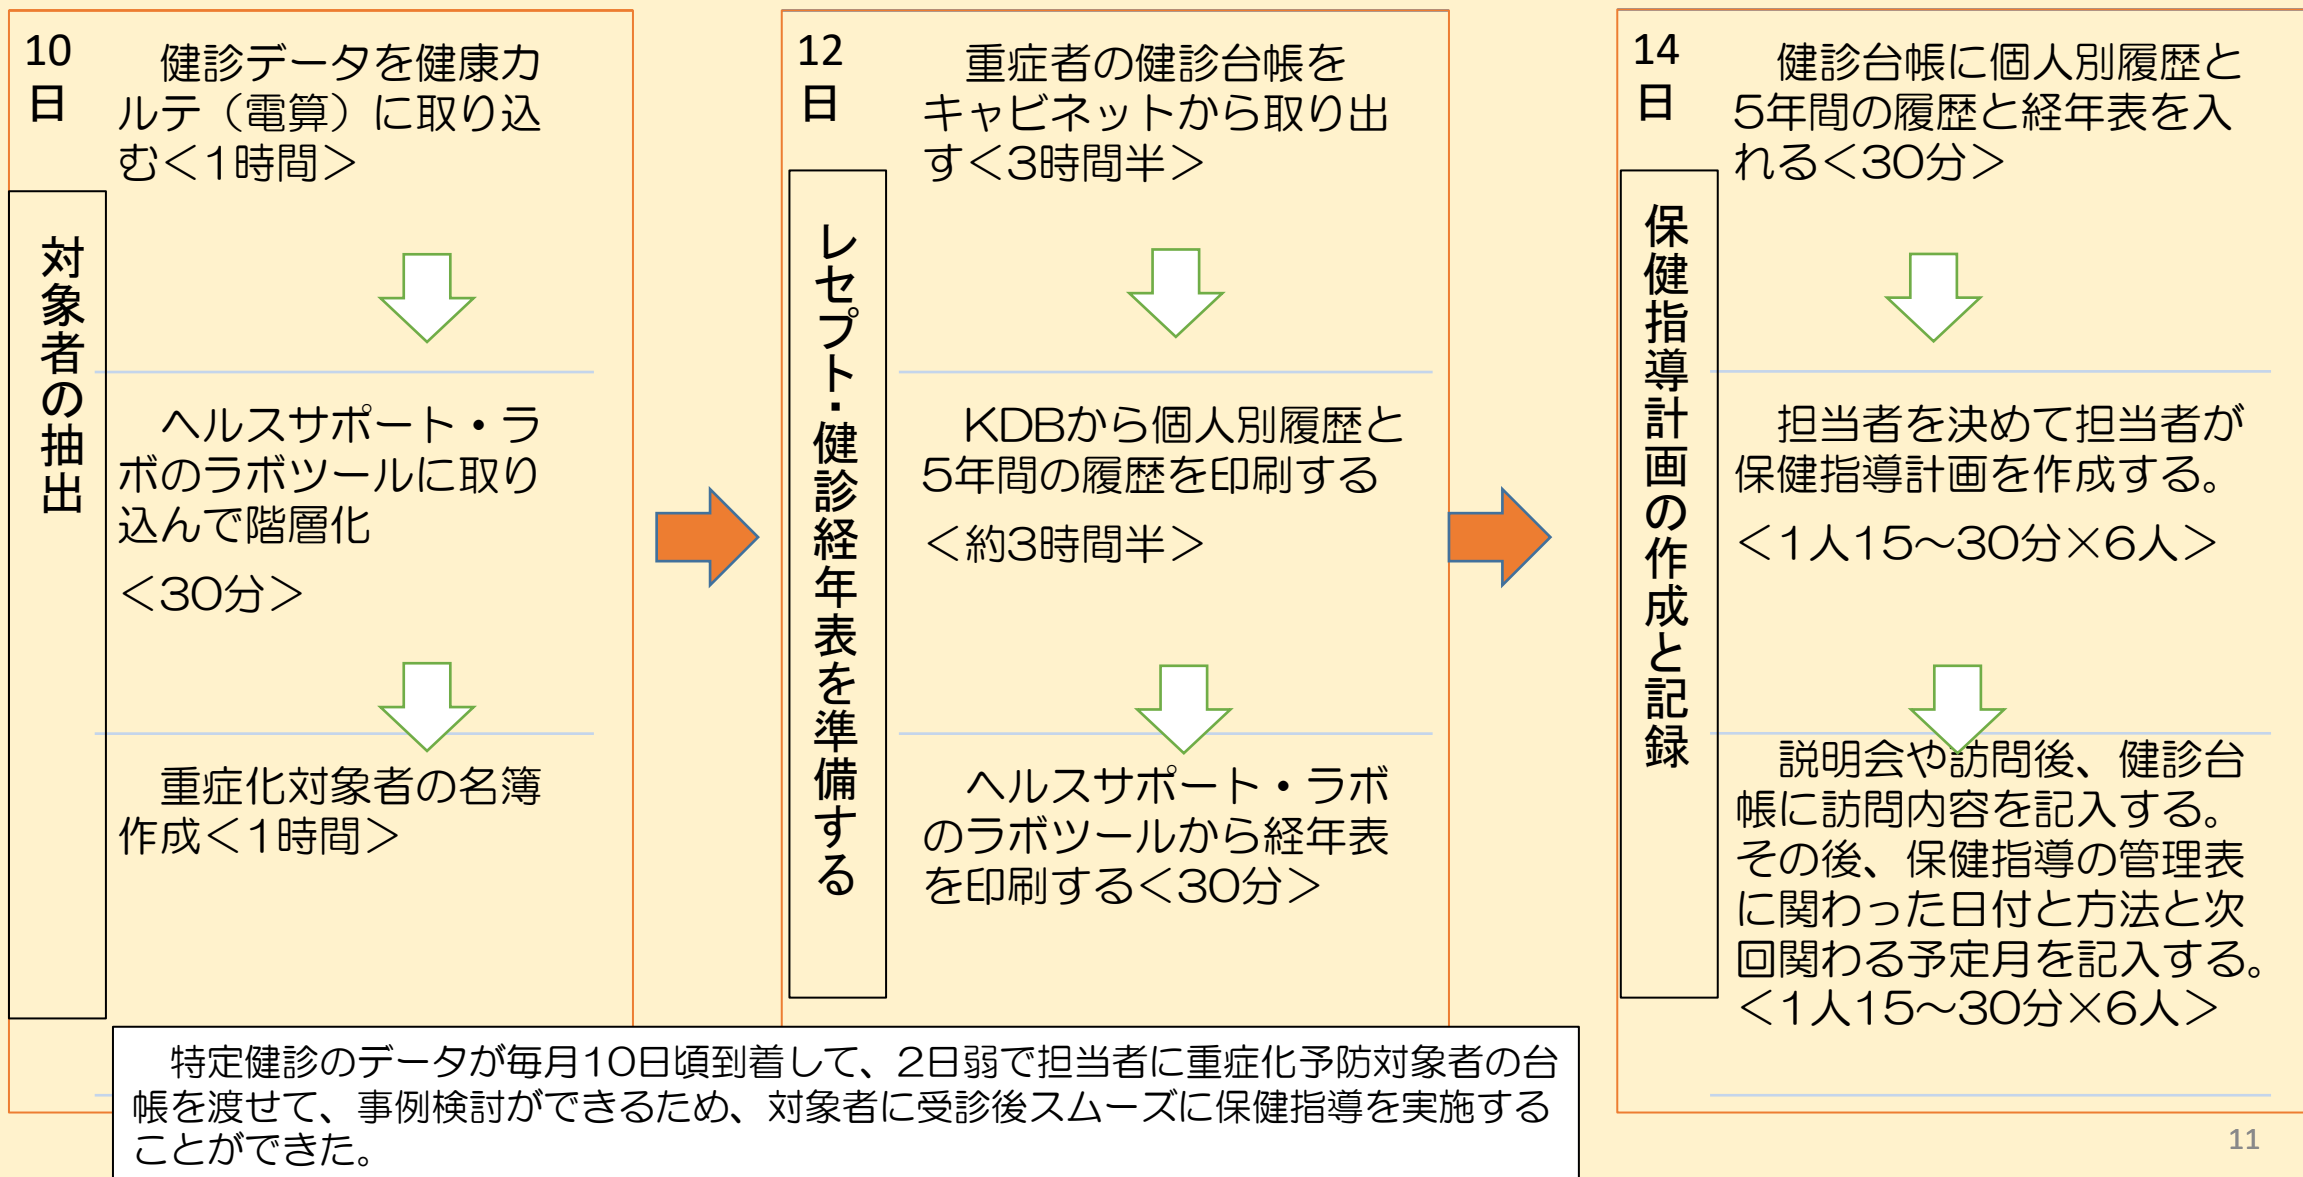 10
日
対象者の抽出
健診データを健康カ
ルテ（電算）に取り込
む＜1時間＞
ヘルスサポート・ラ
ボのラボツールに取り
込んで階層化
＜30分＞
重症化対象者の名簿
作成＜1時間＞
12
日
レセプト・健診経年表を準備する
重症者の健診台帳を
キャビネットから取り出
す＜3時間半＞
KDBから個人別履歴と
5年間の履歴を印刷する
＜約3時間半＞
ヘルスサポート・ラボ
のラボツールから経年表
を印刷する＜30分＞
14
日
保健指導計画の作成と記録
健診台帳に個人別履歴と
5年間の履歴と経年表を入
れる＜30分＞
担当者を決めて担当者が
保健指導計画を作成する。
＜1人15～30分×6人＞
説明会や訪問後、健診台
帳に訪問内容を記入する。
その後、保健指導の管理表
に関わった日付と方法と次
回関わる予定月を記入する。
＜1人15～30分×6人＞
特定健診のデータが毎月10日頃到着して、2日弱で担当者に重症化予防対象者の台
帳を渡せて、事例検討ができるため、対象者に受診後スムーズに保健指導を実施する
ことができた。
11